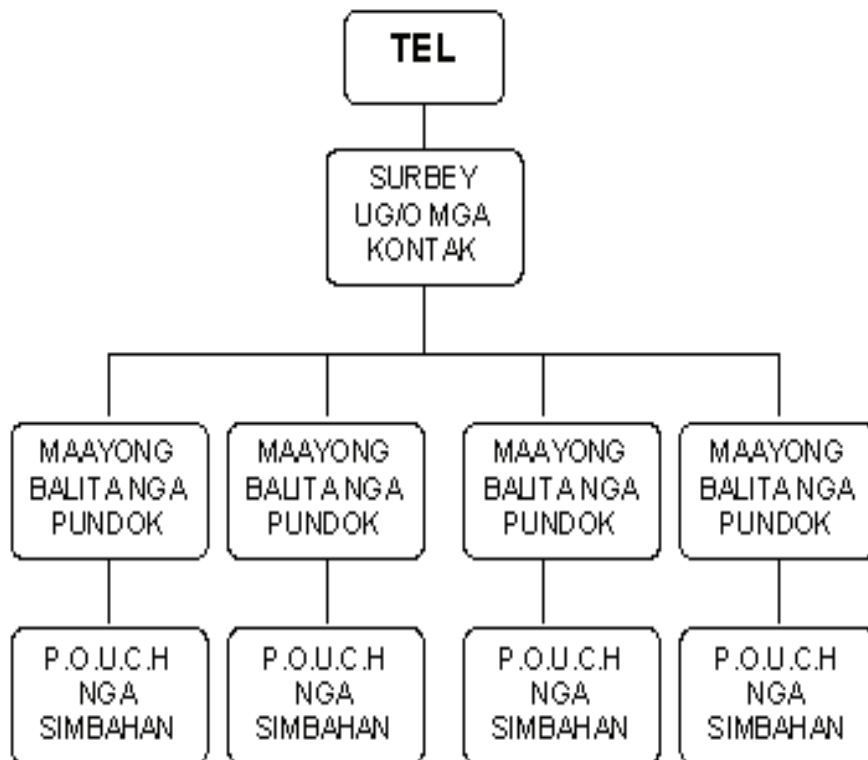 TEL
SURBEY
UG/O MGA
KONTAK
MAAYONG
BALITA NGA
PUNDOK
MAAYONG
BALITA NGA
PUNDOK
MAAYONG
BALITA NGA
PUNDOK
MAAYONG
BALITA NGA
PUNDOK
P.O.U.C.H
NGA
SIMBAHAN
P.O.U.C.H
NGA
SIMBAHAN
P.O.U.C.H
NGA
SIMBAHAN
P.O.U.C.H
NGA
SIMBAHAN